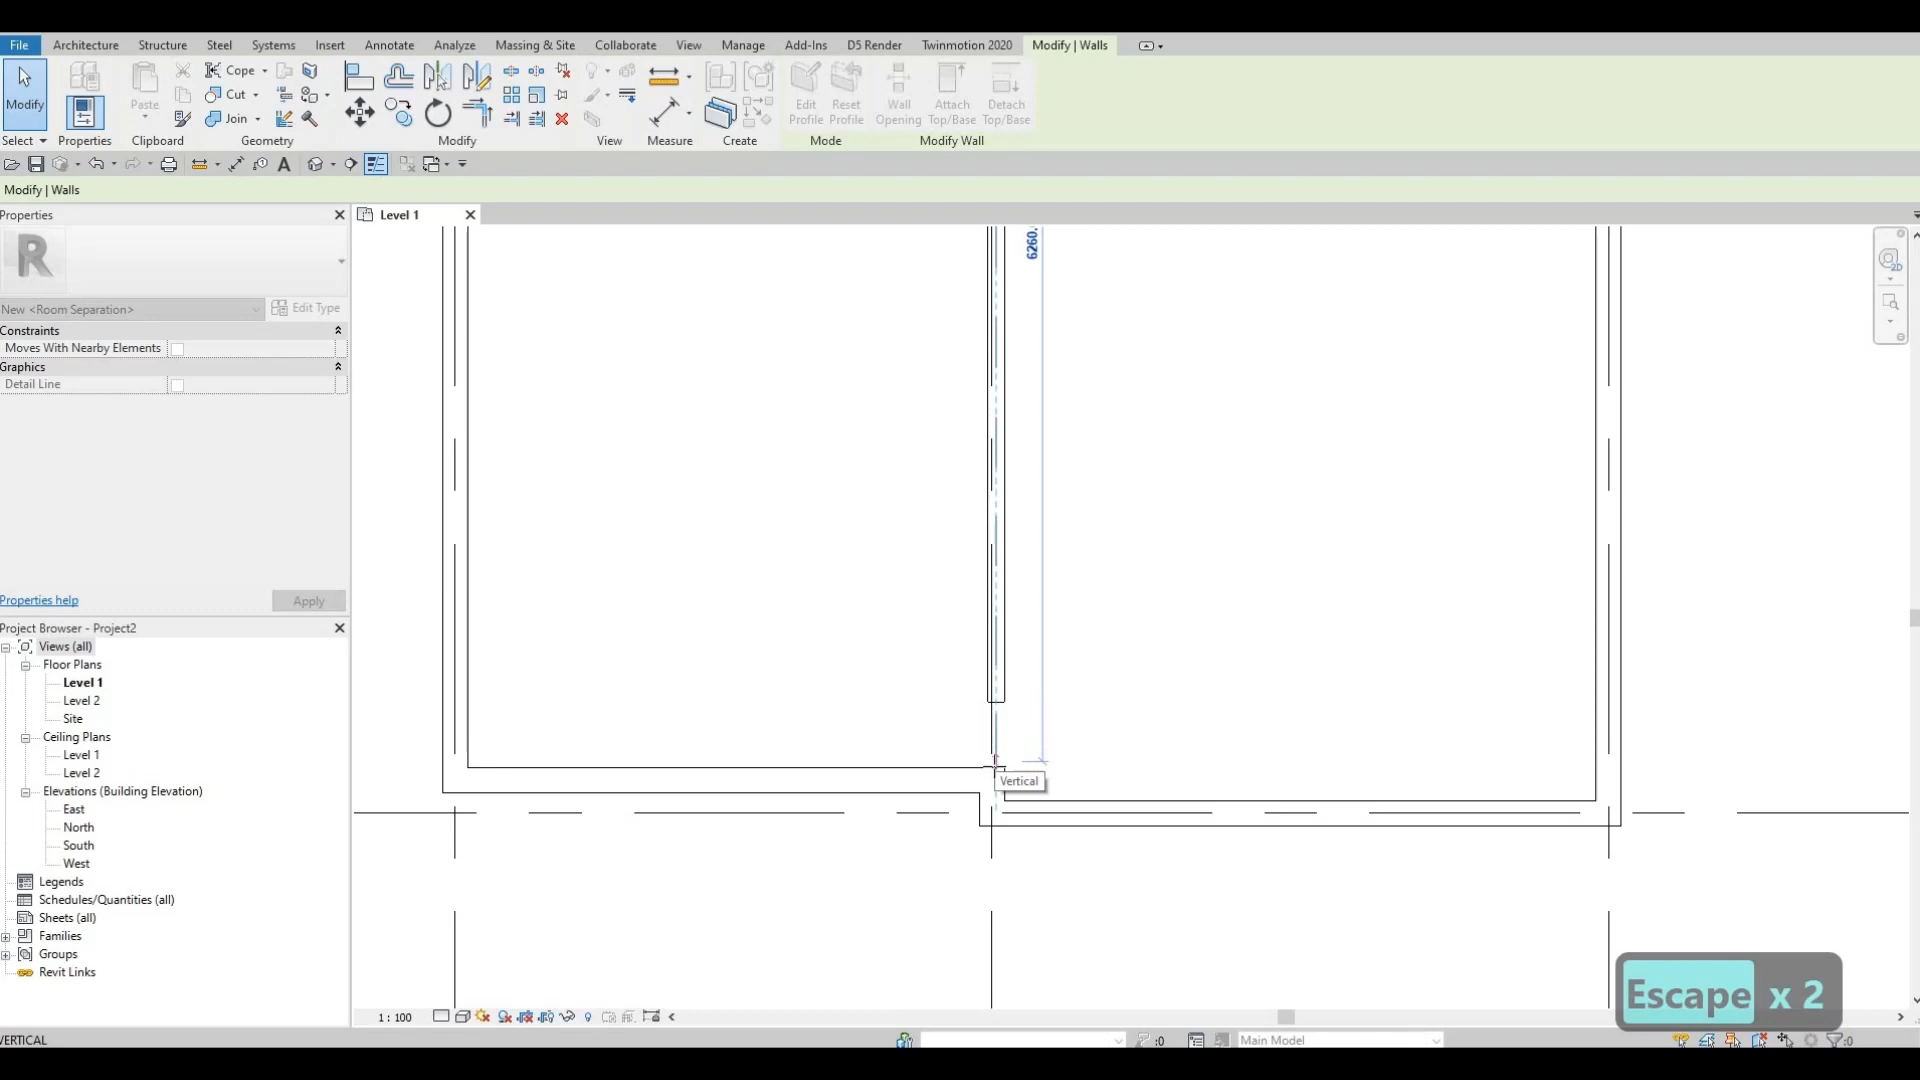 File Architecture Structure Steel Systems Insert Annotate Analyze Massing & Site Collaborate View Manage Add-Ins D5 Render Twinmotion 2020 Modify | Walls
Modify
Paste
Cope
Cut
Join
Edit Profile
Reset Profile
Wall Opening
Attach Top/Base
Detach Top/Base
Select Properties Clipboard Geometry Modify View Measure Create Mode Modify Wall
Modify | Walls
Properties
Level 1
R
New <Room Separation>
Edit Type
Constraints
Moves With Nearby Elements
Graphics
Detail Line
Properties help
Apply
Project Browser - Project2
Views (all)
Floor Plans
Level 1
Level 2
Site
Ceiling Plans
Level 1
Level 2
Elevations (Building Elevation)
East
North
South
West
Legends
Schedules/Quantities (all)
Sheets (all)
Families
Groups
Revit Links
6260.
2D
Vertical
Escape x 2
1 : 100
VERTICAL
:0
Main Model
:0